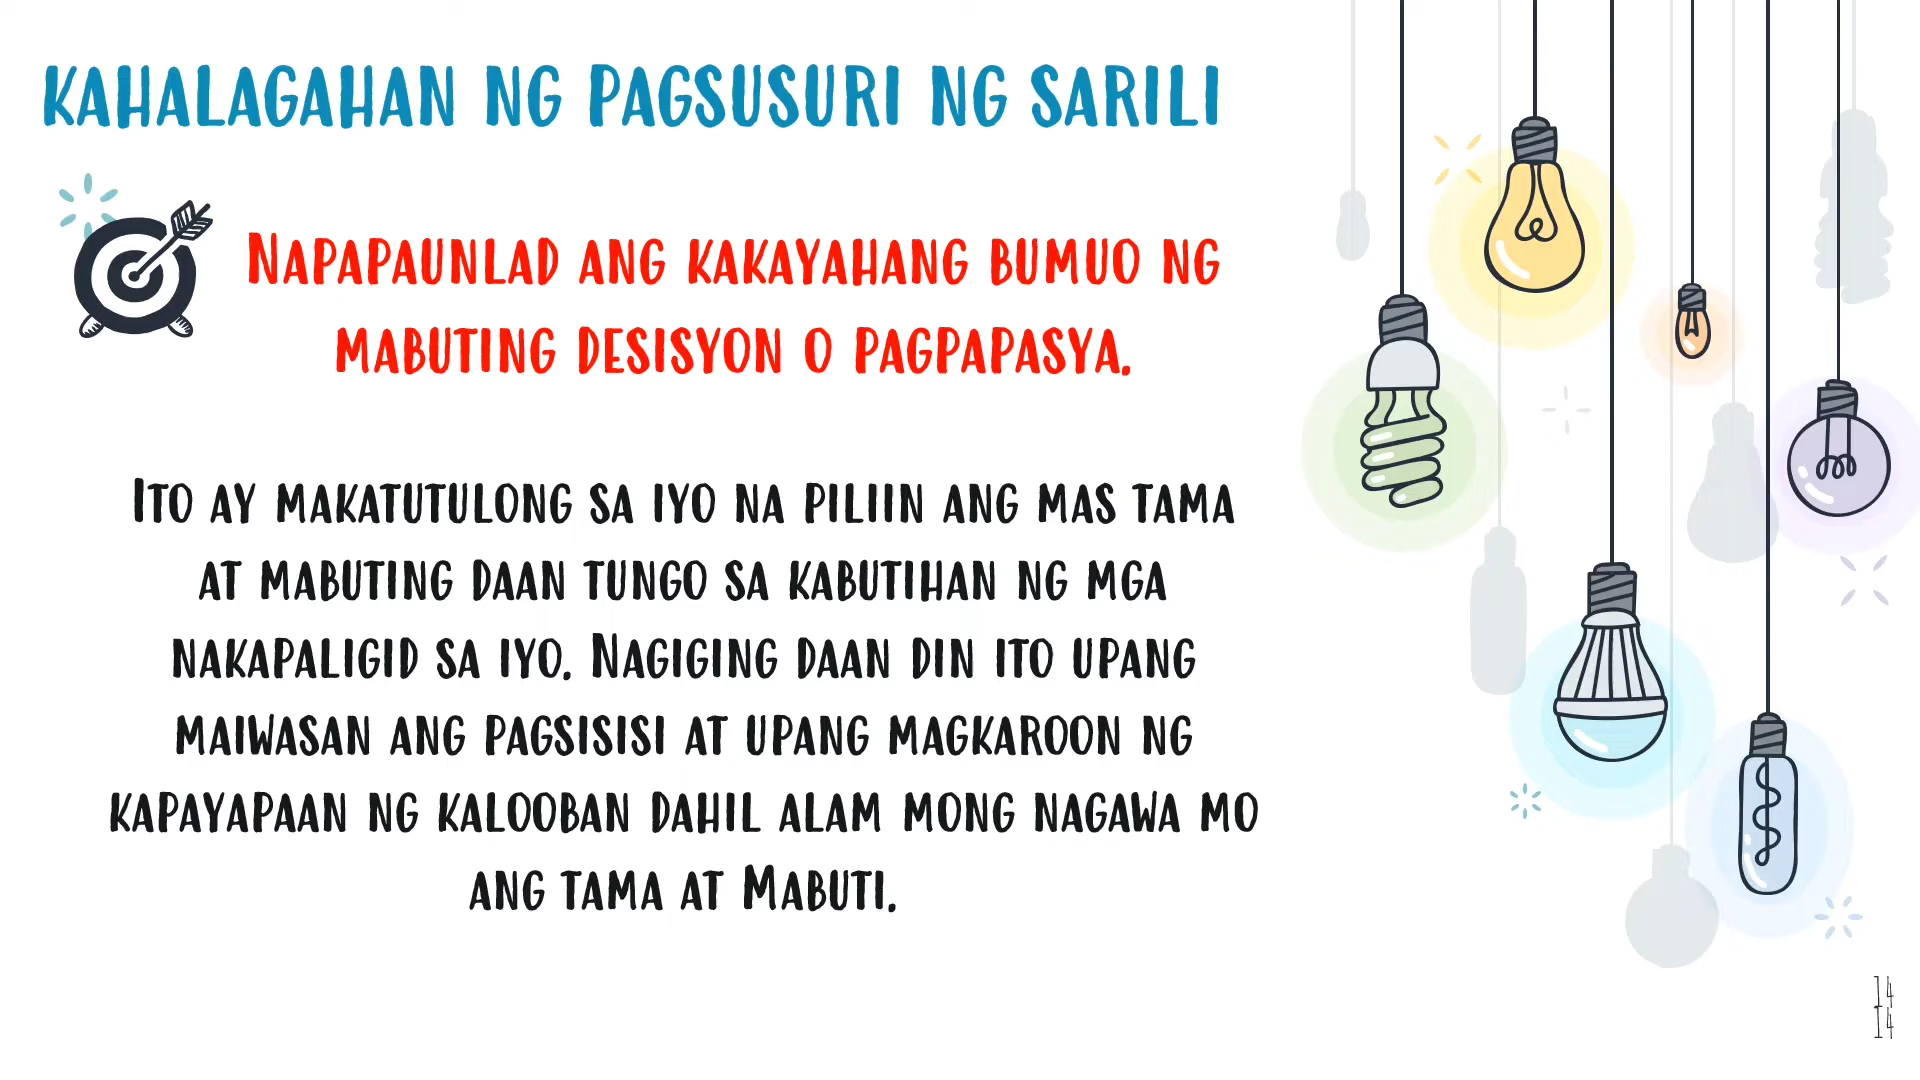 KAHALAGAHAN NG PAGSUSURI NG SARILI
NAPAPAUNLAD ANG KAKAYAHANG BUMUO NG
MABUTING DESISYON O PAGPAPASYA.
ITO AY MAKATUTULONG SA IYO NA PILIIN ANG MAS TAMA
AT MABUTING DAAN TUNGO SA KABUTIHAN NG MGA
NAKAPALIGID SA IYO. NAGIGING DAAN DIN ITO UPANG
MAIWASAN ANG PAGSISISI AT UPANG MAGKAROON NG
KAPAYAPAAN NG KALOOBAN DAHIL ALAM MONG NAGAWA MO
ANG TAMA AT MABUTI.
14
14